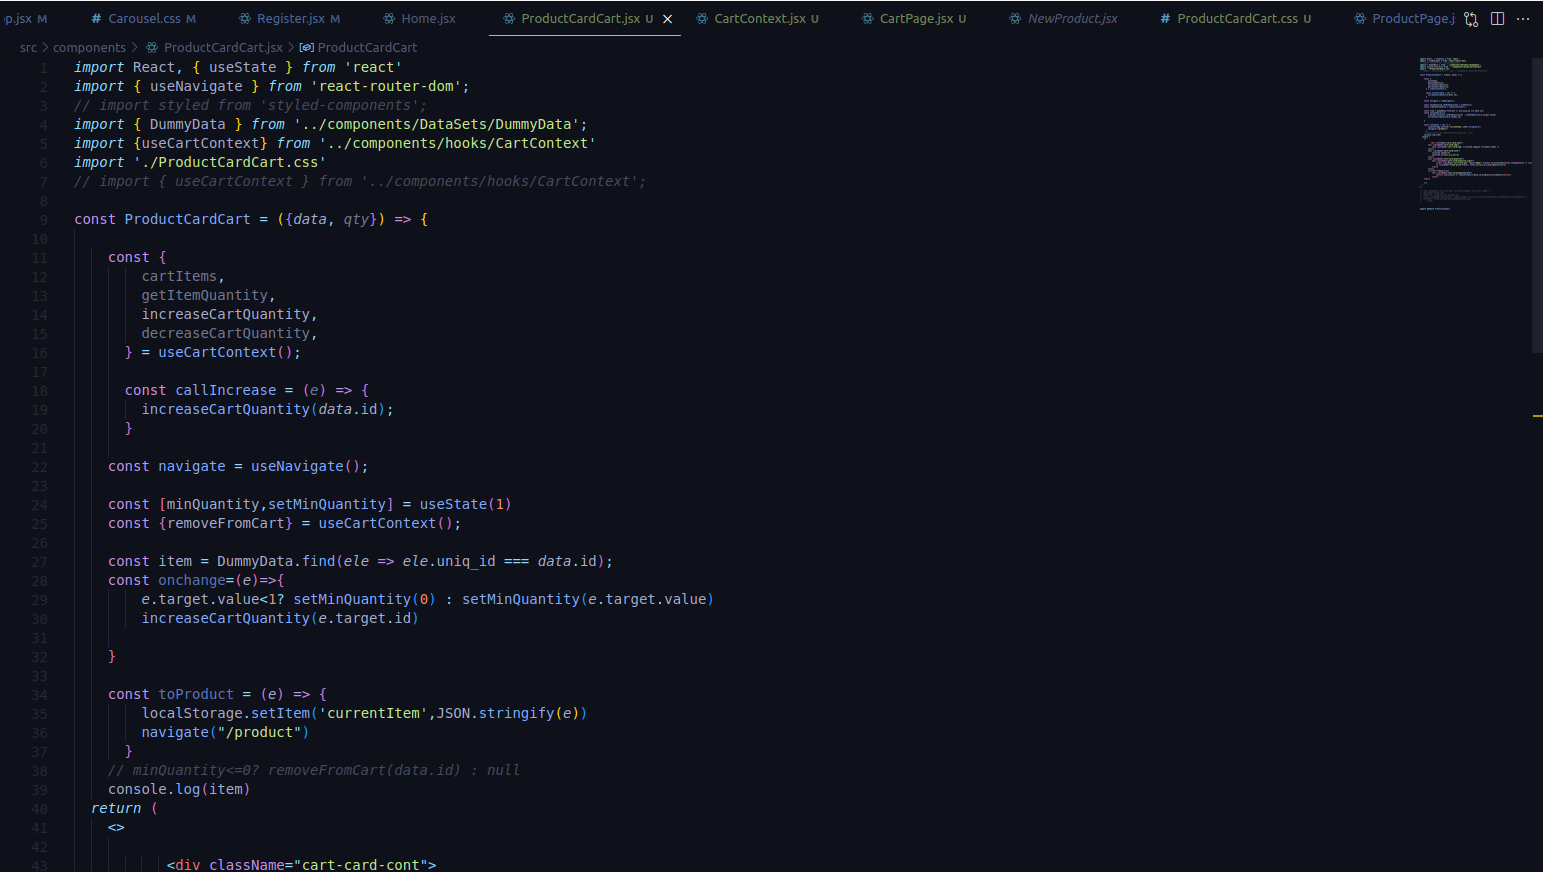 p.jsx M # Carousel.css M Register.jsx M Home.jsx ProductCardCart.jsx U × CartContext.jsx U CartPage.jsx U NewProduct.jsx # ProductCardCart.css U ProductPage.j
src > components > ProductCardCart.jsx > ProductCardCart
1 import React, { useState } from 'react'
2 import { useNavigate } from 'react-router-dom';
3 // import styled from 'styled-components';
4 import { DummyData } from '../components/DataSets/DummyData';
5 import {useCartContext} from '../components/hooks/CartContext'
6 import './ProductCardCart.css'
7 // import { useCartContext } from '../components/hooks/CartContext';
8
9 const ProductCardCart = ({data, qty}) => {
10
11 const {
12 cartItems,
13 getItemQuantity,
14 increaseCartQuantity,
15 decreaseCartQuantity,
16 } = useCartContext();
17
18 const callIncrease = (e) => {
19 increaseCartQuantity(data.id);
20 }
21
22 const navigate = useNavigate();
23
24 const [minQuantity,setMinQuantity] = useState(1)
25 const {removeFromCart} = useCartContext();
26
27 const item = DummyData.find(ele => ele.uniq_id === data.id);
28 const onchange=(e)=>{
29 e.target.value<1? setMinQuantity(0) : setMinQuantity(e.target.value)
30 increaseCartQuantity(e.target.id)
31
32 }
33
34 const toProduct = (e) => {
35 localStorage.setItem('currentItem',JSON.stringify(e))
36 navigate("/product")
37 }
38 // minQuantity<=0? removeFromCart(data.id) : null
39 console.log(item)
40 return (
41 <>
42
43 <div className="cart-card-cont">